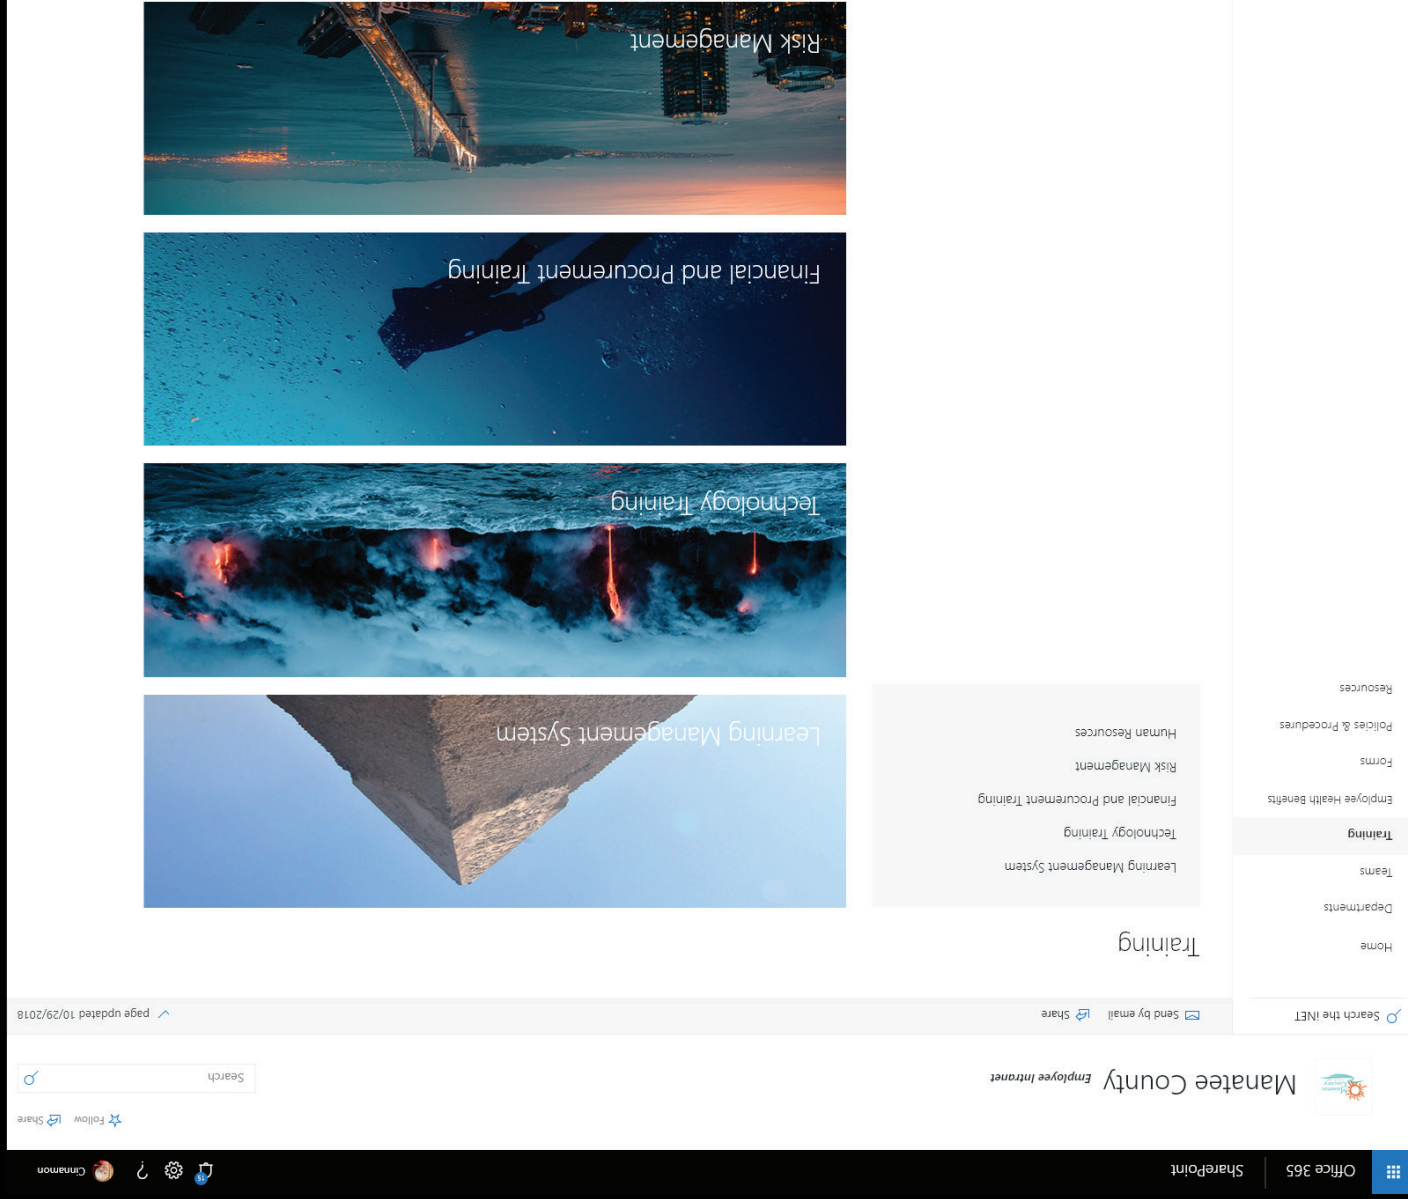 Office 365 SharePoint 15 ? Cinnamon
Follow Share
Manatee County Employee Intranet Search
Search the iNET Send by email Share page updated 10/29/2018
Home
Departments
Teams
Training
Employee Health Benefits
Forms
Policies & Procedures
Resources
Training
Learning Management System
Technology Training
Financial and Procurement Training
Risk Management
Human Resources
Learning Management System
Technology Training
Financial and Procurement Training
Risk Management